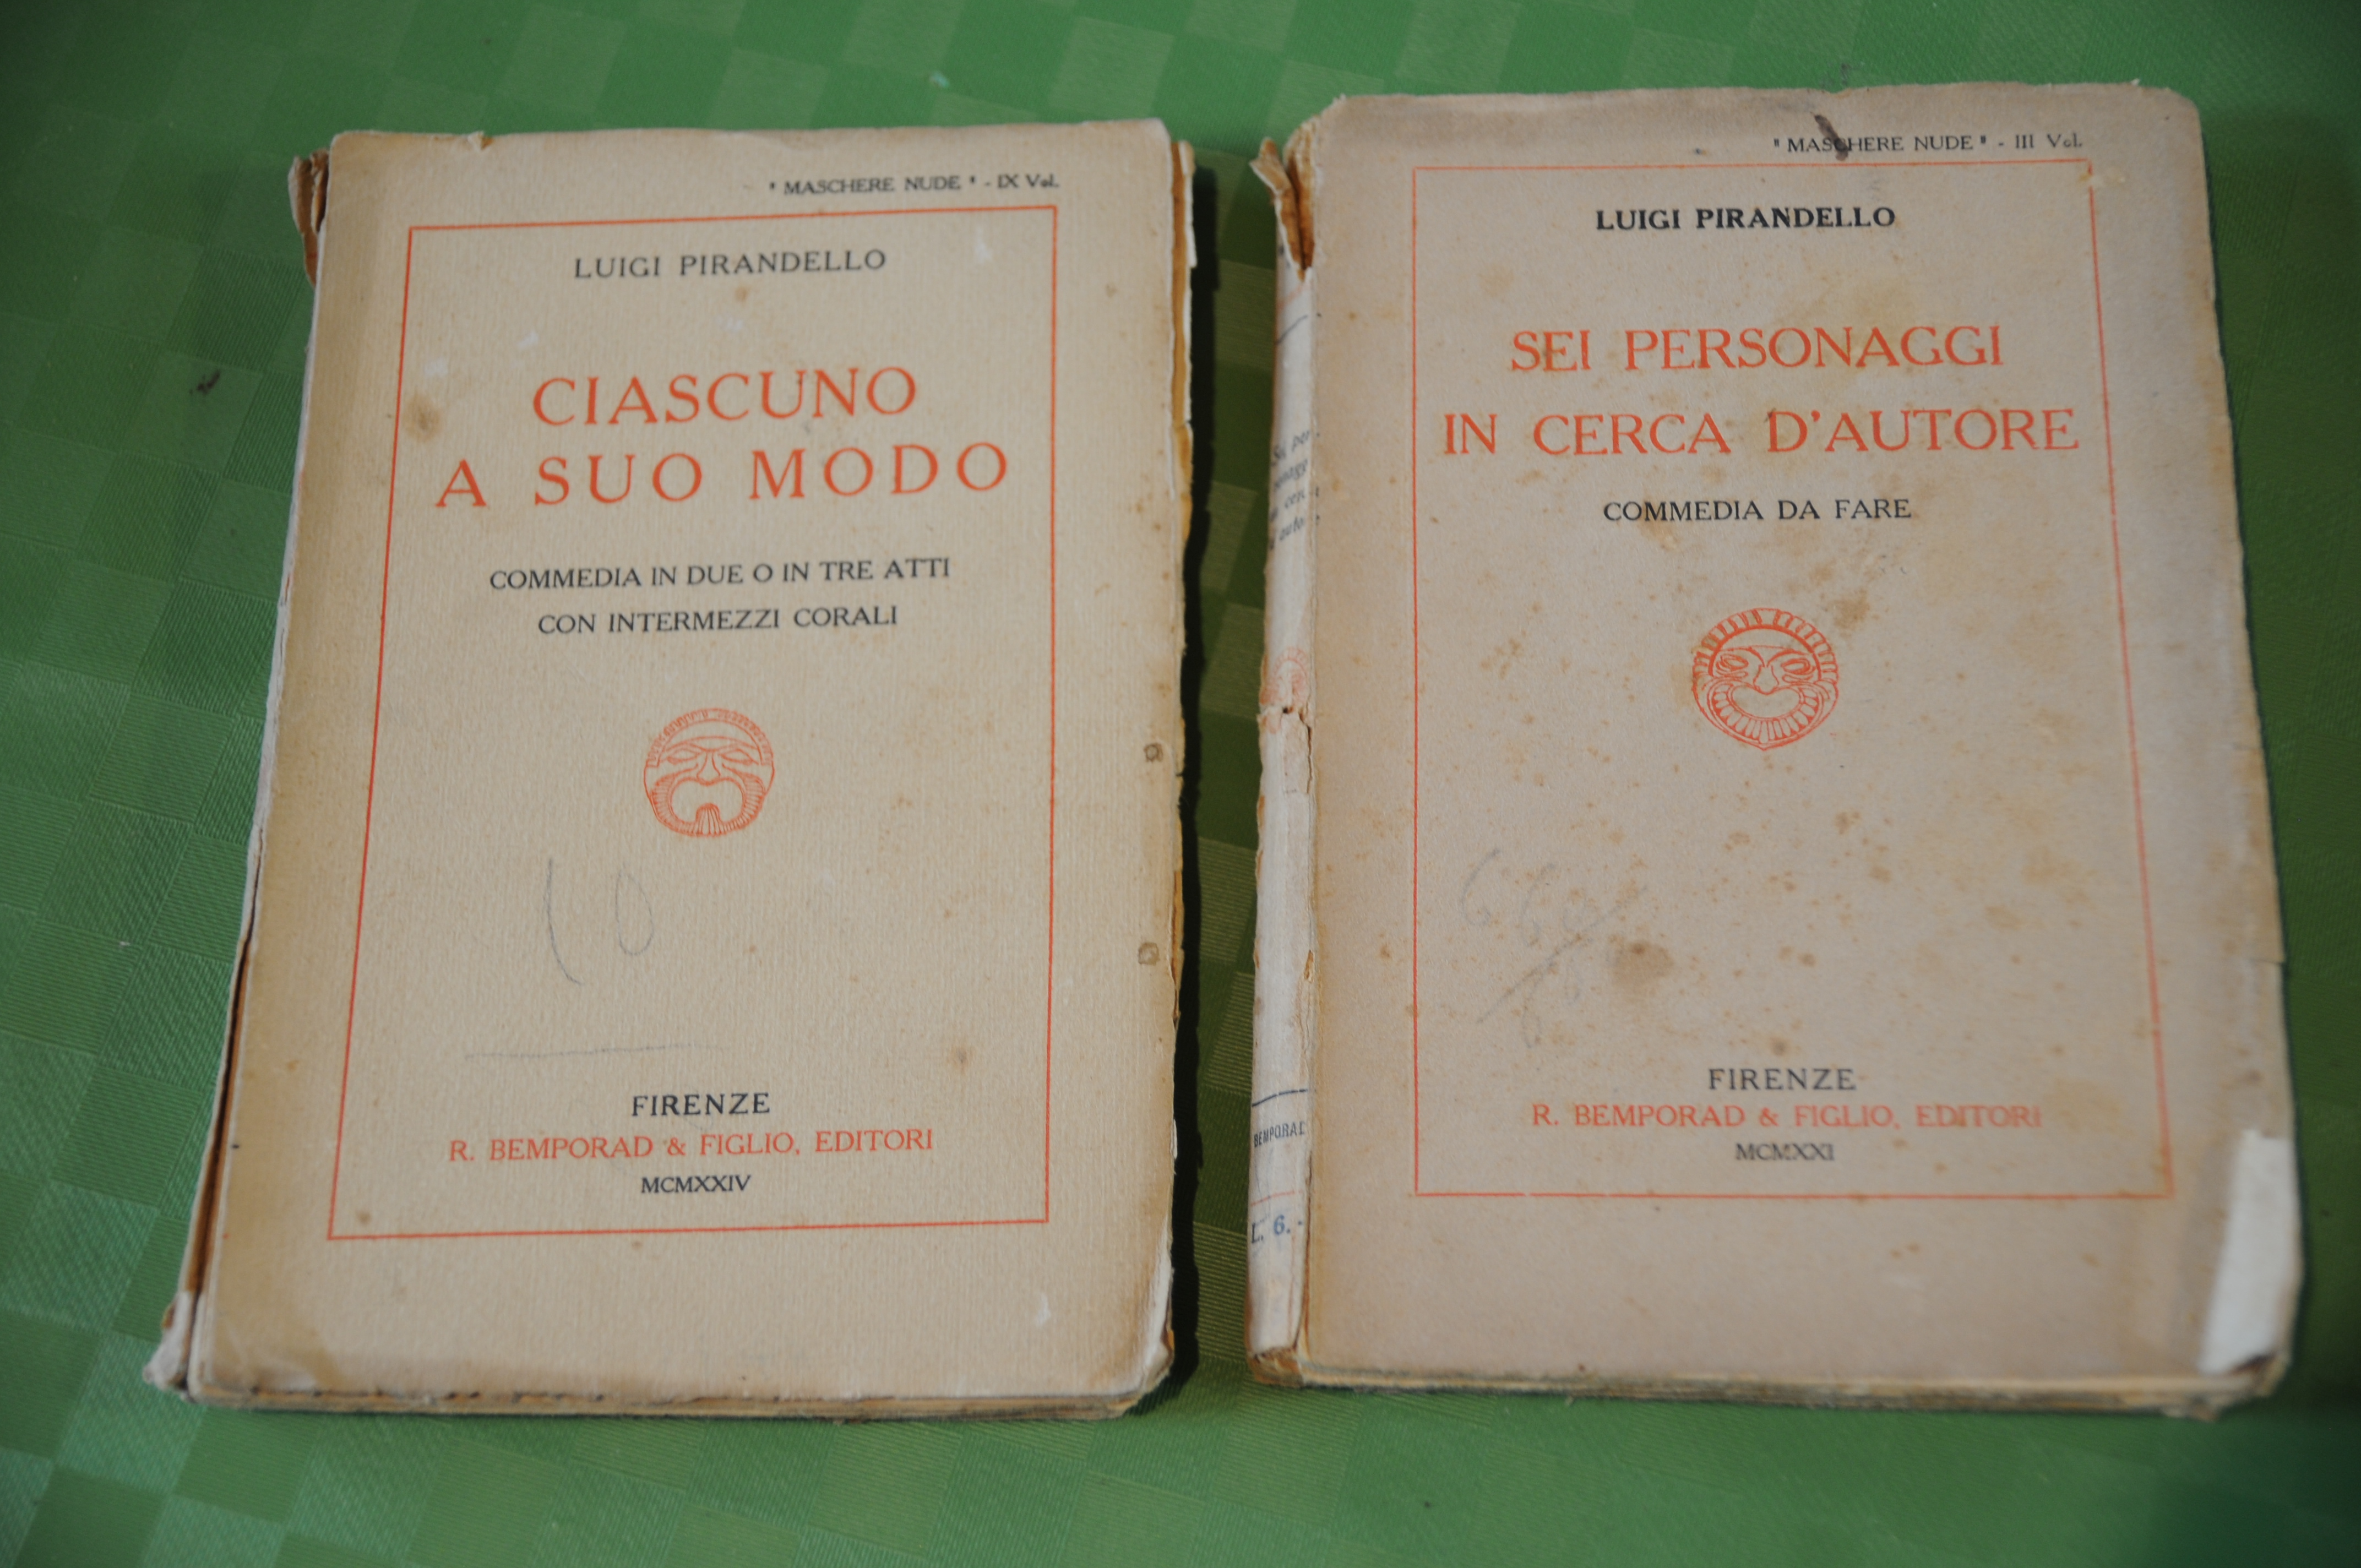 " MASCHERE NUDE " - IX Vol.
LUIGI PIRANDELLO
CIASCUNO
A SUO MODO
COMMEDIA IN DUE O IN TRE ATTI
CON INTERMEZZI CORALI
10
FIRENZE
R. BEMPORAD & FIGLIO, EDITORI
MCMXXIV
" MASCHERE NUDE " - III Vol.
LUIGI PIRANDELLO
SEI PERSONAGGI
IN CERCA D'AUTORE
COMMEDIA DA FARE
FIRENZE
R. BEMPORAD & FIGLIO, EDITORI
MCMXXI
BEMPORAD
L. 6.-